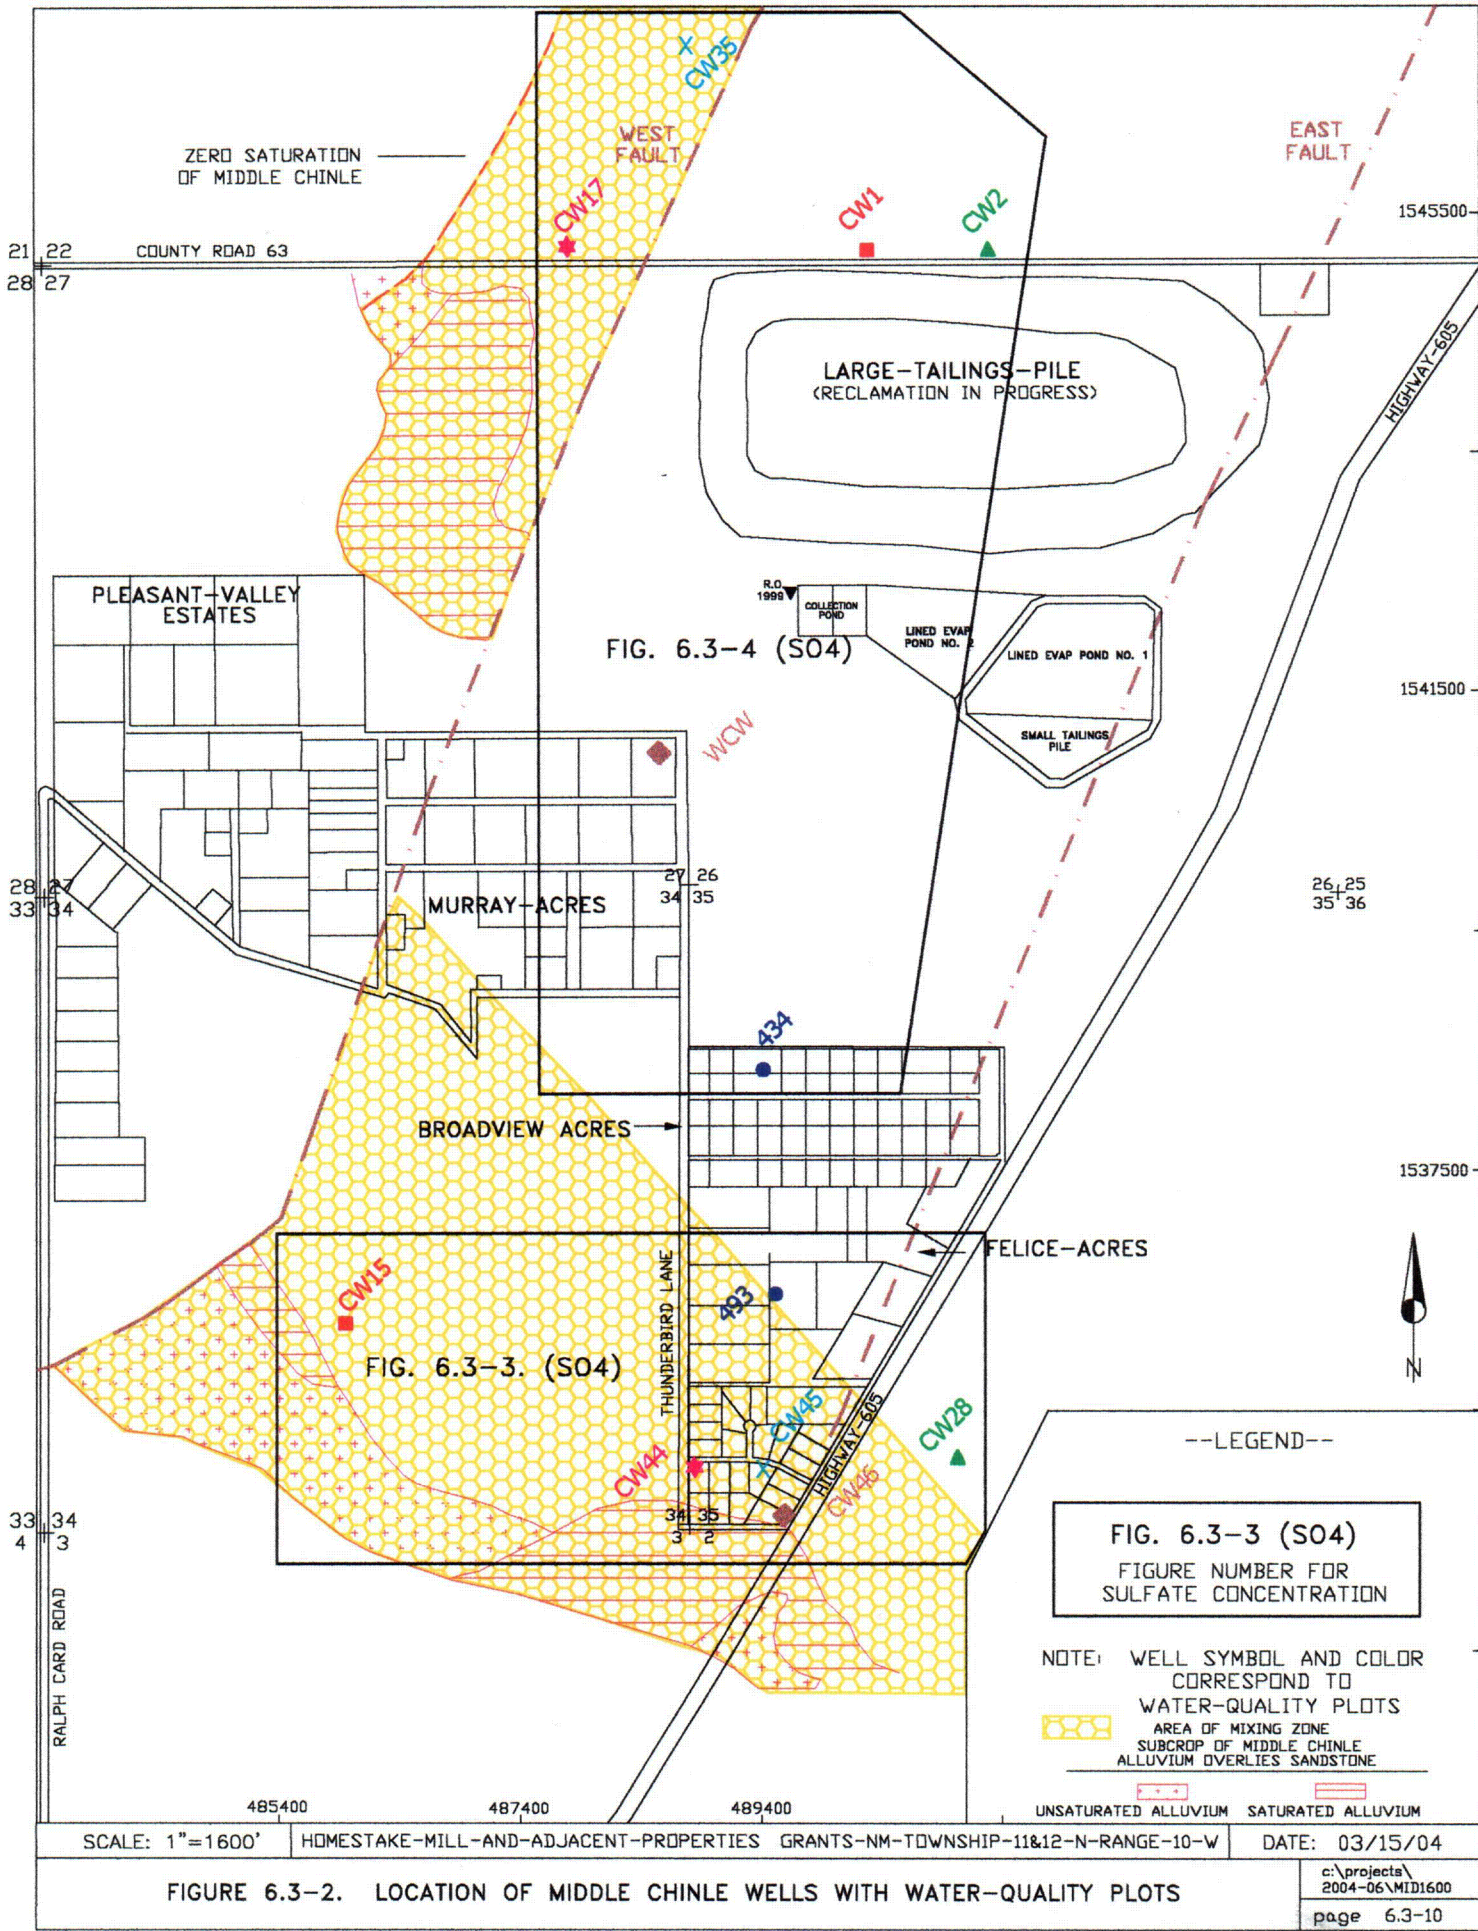 CW35
WEST
FAULT
EAST
FAULT
ZERO SATURATION
OF MIDDLE CHINLE
CW17
CW1
CW2
1545500
21 22
28 27
COUNTY ROAD 63
HIGHWAY-605
LARGE-TAILINGS-PILE
(RECLAMATION IN PROGRESS)
PLEASANT-VALLEY
ESTATES
R.O.
1999
COLLECTION
POND
LINED EVAP
POND NO. 2
LINED EVAP POND NO. 1
FIG. 6.3-4 (SO4)
1541500
SMALL TAILINGS
PILE
WCW
28 27
33 34
27 26
34 35
26 25
35 36
MURRAY-ACRES
434
BROADVIEW ACRES
1537500
FELICE-ACRES
THUNDERBIRD LANE
CW15
493
FIG. 6.3-3. (SO4)
N
CW45
HIGHWAY-605
CW28
CW44
CW46
--LEGEND--
34 35
3 2
33 34
4 3
FIG. 6.3-3 (SO4)
FIGURE NUMBER FOR
SULFATE CONCENTRATION
RALPH CARD ROAD
NOTE: WELL SYMBOL AND COLOR
CORRESPOND TO
WATER-QUALITY PLOTS
AREA OF MIXING ZONE
SUBCROP OF MIDDLE CHINLE
ALLUVIUM OVERLIES SANDSTONE
UNSATURATED ALLUVIUM SATURATED ALLUVIUM
485400 487400 489400
SCALE: 1"=1600' HOMESTAKE-MILL-AND-ADJACENT-PROPERTIES GRANTS-NM-TOWNSHIP-11&12-N-RANGE-10-W DATE: 03/15/04
FIGURE 6.3-2. LOCATION OF MIDDLE CHINLE WELLS WITH WATER-QUALITY PLOTS
c:\projects\
2004-06\MID1600
page 6.3-10